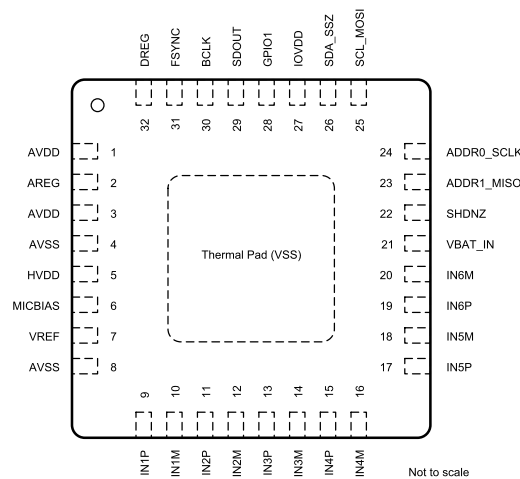 DREG FSYNC BCLK SDOUT GPIO1 IOVDD SDA_SSZ SCL_MOSI
32 31 30 29 28 27 26 25
AVDD 1 24 ADDR0_SCLK
AREG 2 23 ADDR1_MISO
AVDD 3 22 SHDNZ
AVSS 4 21 VBAT_IN
Thermal Pad (VSS)
HVDD 5 20 IN6M
MICBIAS 6 19 IN6P
VREF 7 18 IN5M
AVSS 8 17 IN5P
9 10 11 12 13 14 15 16
IN1P IN1M IN2P IN2M IN3P IN3M IN4P IN4M
Not to scale